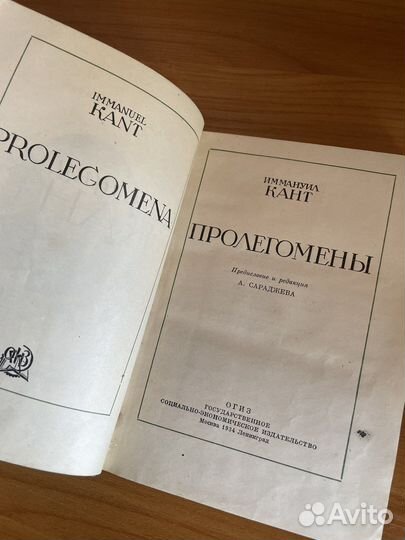 IMMANUEL
KANT
PROLEGOMENA
ИММАНУИЛ
КАНТ
ПРОЛЕГОМЕНЫ
Предисловие и редакция
А. САРАДЖЕВА
ОГИЗ
ГОСУДАРСТВЕННОЕ
СОЦИАЛЬНО-ЭКОНОМИЧЕСКОЕ ИЗДАТЕЛЬСТВО
Москва 1934 Ленинград
Avito